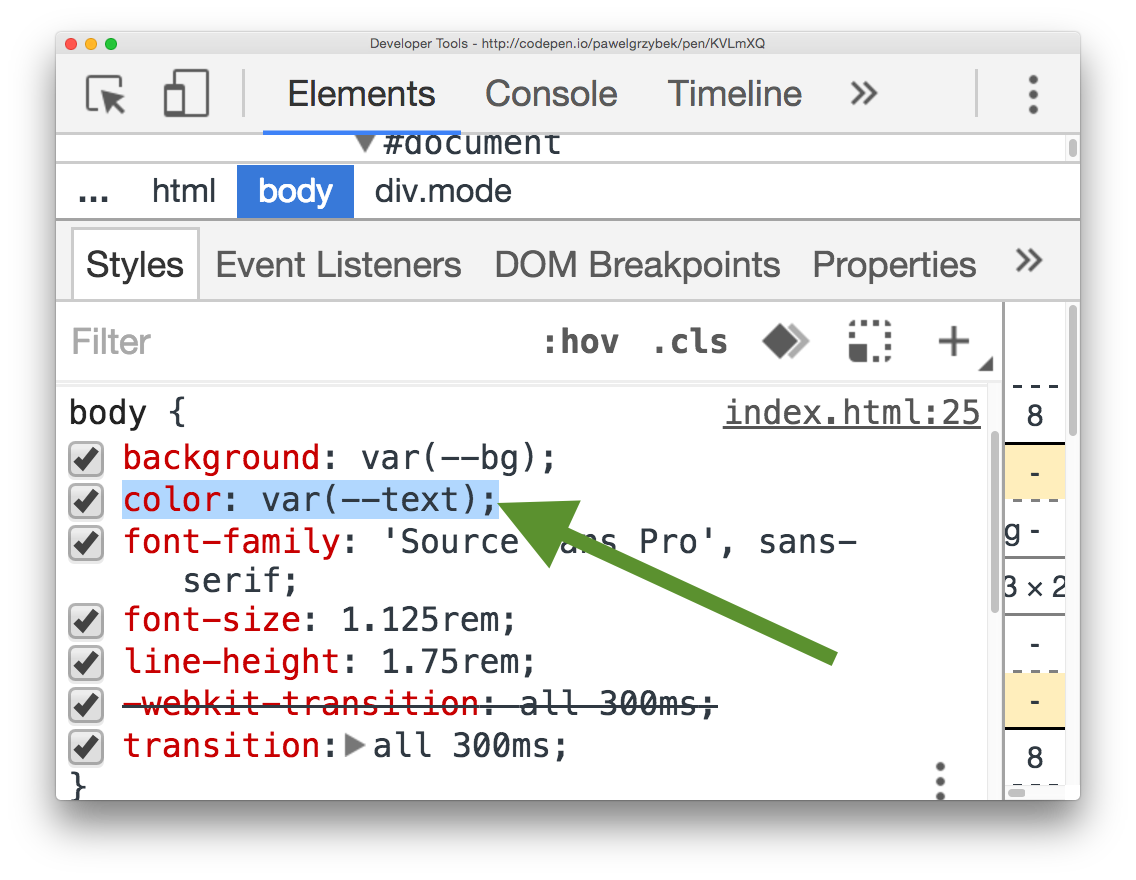 Developer Tools - http://codepen.io/pawelgrzybek/pen/KVLmXQ
Elements Console Timeline »
▼#document
... html body div.mode
Styles Event Listeners DOM Breakpoints Properties »
Filter :hov .cls +
body { index.html:25
background: var(--bg);
color: var(--text);
font-family: 'Source Sans Pro', sans-
serif;
font-size: 1.125rem;
line-height: 1.75rem;
-webkit-transition: all 300ms;
transition:▶all 300ms;
}
8
-
g -
3 × 2
-
-
8